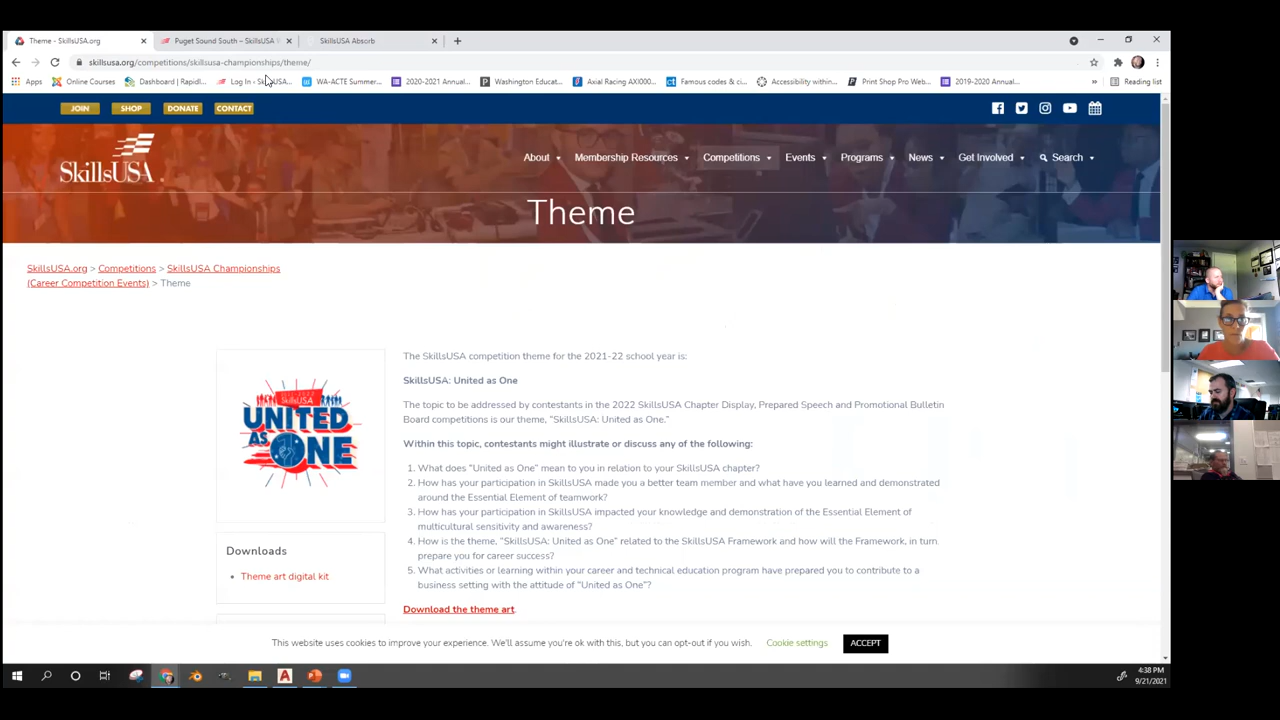 Theme - SkillsUSA.org
Puget Sound South – SkillsUSA
SkillsUSA Absorb
skillsusa.org/competitions/skillsusa-championships/theme/
Apps
Online Courses
Dashboard | Rapidl...
Log In - SkillsUSA...
WA-ACTE Summer...
2020-2021 Annual...
Washington Educat...
Axial Racing AXI000...
Famous codes & ci...
Accessibility within...
Print Shop Pro Web...
2019-2020 Annual...
»
Reading list
JOIN
SHOP
DONATE
CONTACT
SkillsUSA
About
Membership Resources
Competitions
Events
Programs
News
Get Involved
Search
Theme
SkillsUSA.org > Competitions > SkillsUSA Championships
(Career Competition Events) > Theme
SkillsUSA
UNITED
AS
ONE
The SkillsUSA competition theme for the 2021-22 school year is:
SkillsUSA: United as One
The topic to be addressed by contestants in the 2022 SkillsUSA Chapter Display, Prepared Speech and Promotional Bulletin
Board competitions is our theme, "SkillsUSA: United as One."
Within this topic, contestants might illustrate or discuss any of the following:
1. What does "United as One" mean to you in relation to your SkillsUSA chapter?
2. How has your participation in SkillsUSA made you a better team member and what have you learned and demonstrated
around the Essential Element of teamwork?
3. How has your participation in SkillsUSA impacted your knowledge and demonstration of the Essential Element of
multicultural sensitivity and awareness?
4. How is the theme, "SkillsUSA: United as One" related to the SkillsUSA Framework and how will the Framework, in turn
prepare you for career success?
5. What activities or learning within your career and technical education program have prepared you to contribute to a
business setting with the attitude of "United as One"?
Download the theme art.
Downloads
Theme art digital kit
This website uses cookies to improve your experience. We'll assume you're ok with this, but you can opt-out if you wish.
Cookie settings
ACCEPT
4:38 PM
9/21/2021